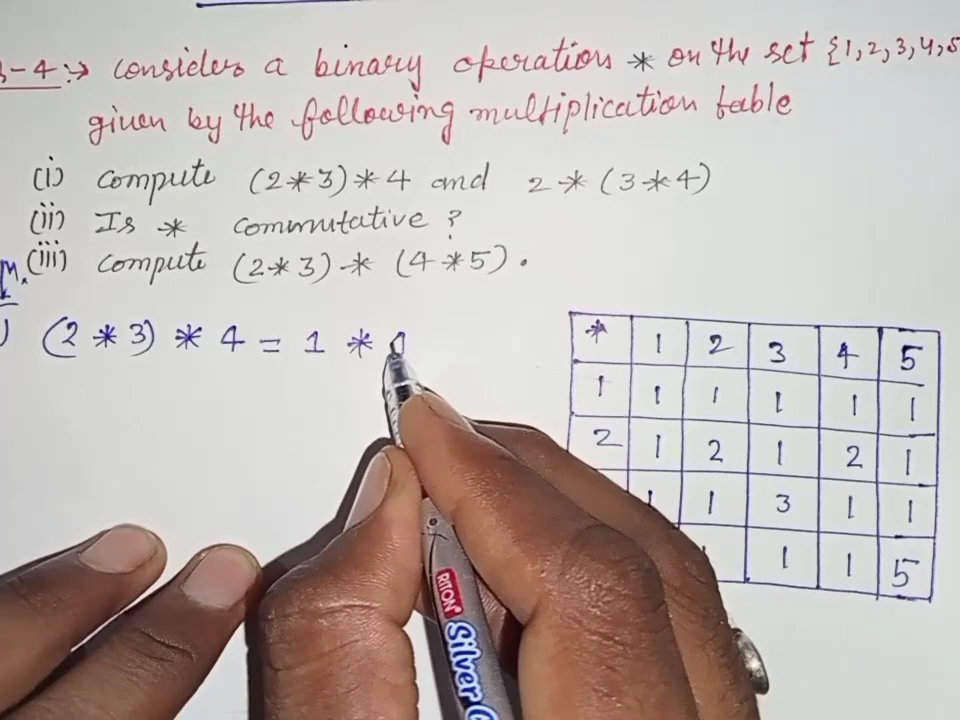 3-4:→ Consider a binary operation * on the set {1,2,3,4,5
given by the following multiplication table
(i) compute (2*3)*4 and 2*(3*4)
(ii) Is * commutative ?
(iii) compute (2*3)*(4*5).
) (2*3)*4 = 1 *
* 1 2 3 4 5
1 1 1 1 1 1
2 1 2 1 2 1
1 1 3 1 1
1 1 5
RITON
Silver